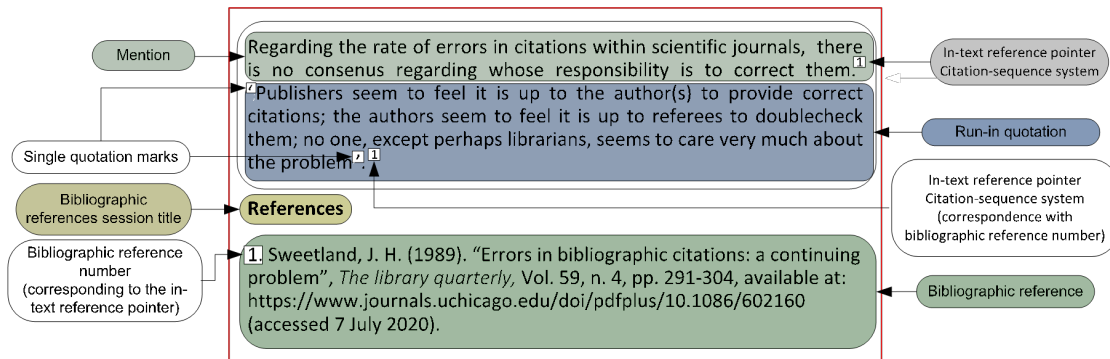 Mention
Regarding the rate of errors in citations within scientific journals, there
is no consenus regarding whose responsibility is to correct them.1
‘Publishers seem to feel it is up to the author(s) to provide correct
citations; the authors seem to feel it is up to referees to doublecheck
them; no one, except perhaps librarians, seems to care very much about
the problem’. 1
In-text reference pointer
Citation-sequence system
Run-in quotation
Single quotation marks
In-text reference pointer
Citation-sequence system
(correspondence with
bibliographic reference number)
Bibliographic
references session title
References
Bibliographic reference
number
(corresponding to the in-
text reference pointer)
1. Sweetland, J. H. (1989). “Errors in bibliographic citations: a continuing
problem”, The library quarterly, Vol. 59, n. 4, pp. 291-304, available at:
https://www.journals.uchicago.edu/doi/pdfplus/10.1086/602160
(accessed 7 July 2020).
Bibliographic reference